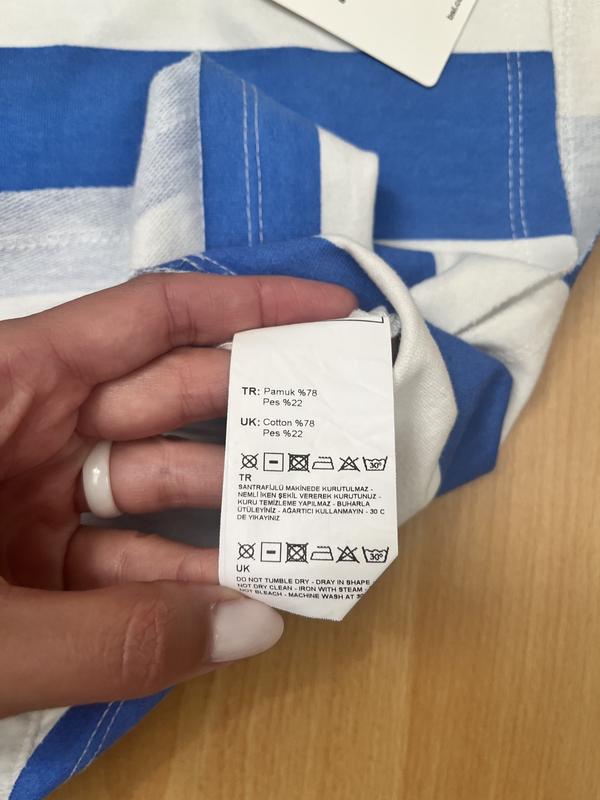 TR: Pamuk %78
Pes %22
UK: Cotton %78
Pes %22
30°
TR
SANTRAFİJLÜ MAKİNEDE KURUTULMAZ -
NEMLİ İKEN ŞEKİL VEREREK KURUTUNUZ -
KURU TEMİZLEME YAPILMAZ - BUHARLA
ÜTÜLEYİNİZ - AĞARTICI KULLANMAYIN - 30 C
DE YIKAYINIZ
30°
UK
DO NOT TUMBLE DRY - DRAY IN SHAPE
NOT DRY CLEAN - IRON WITH STEAM -
NOT BLEACH - MACHINE WASH AT